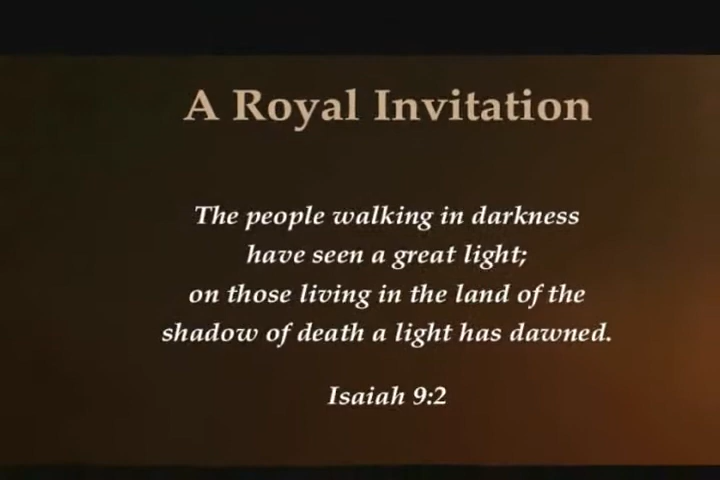 A Royal Invitation
The people walking in darkness
have seen a great light;
on those living in the land of the
shadow of death a light has dawned.
Isaiah 9:2